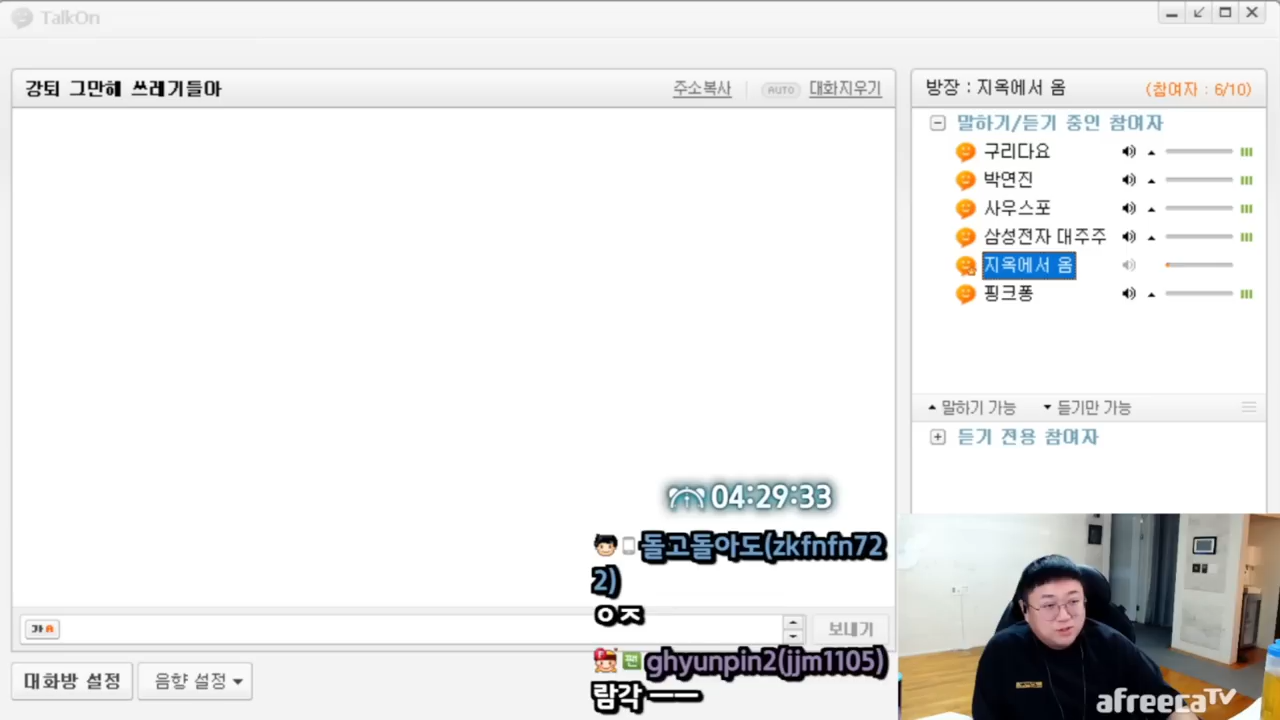 TalkOn
강퇴 그만해 쓰레기들아
주소복사
AUTO
대화지우기
방장 : 지옥에서 옴
(참여자 : 6/10)
말하기/듣기 중인 참여자
구리다요
박연진
사우스포
삼성전자 대주주
지옥에서 옴
핑크퐁
말하기 가능
듣기만 가능
듣기 전용 참여자
04:29:33
돌고돌아도(zkfnfn72
2)
ㅇㅈ
가
보내기
팬 ghyunpin2(jjm1105)
람각 ㅡㅡ
대화방 설정
음향 설정
afreecaTV